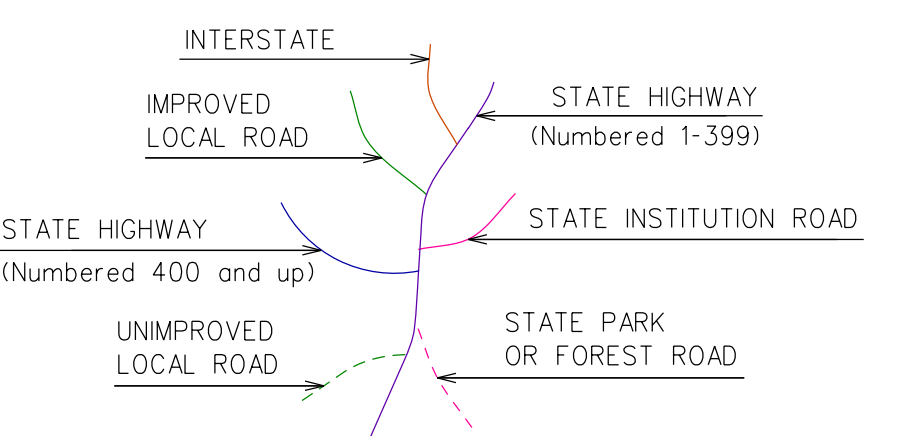 INTERSTATE
STATE HIGHWAY
(Numbered 1-399)
IMPROVED
LOCAL ROAD
STATE HIGHWAY
(Numbered 400 and up)
STATE INSTITUTION ROAD
UNIMPROVED
LOCAL ROAD
STATE PARK
OR FOREST ROAD